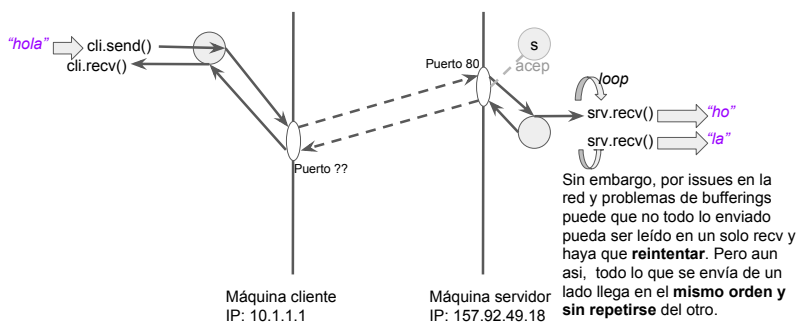 “hola”
cli.send()
cli.recv()
Puerto ??
Puerto 80
s
acep
loop
srv.recv()
“ho”
srv.recv()
“la”
Sin embargo, por issues en la
red y problemas de bufferings
puede que no todo lo enviado
pueda ser leído en un solo recv y
haya que reintentar. Pero aun
asi, todo lo que se envía de un
lado llega en el mismo orden y
sin repetirse del otro.
Máquina cliente
IP: 10.1.1.1
Máquina servidor
IP: 157.92.49.18